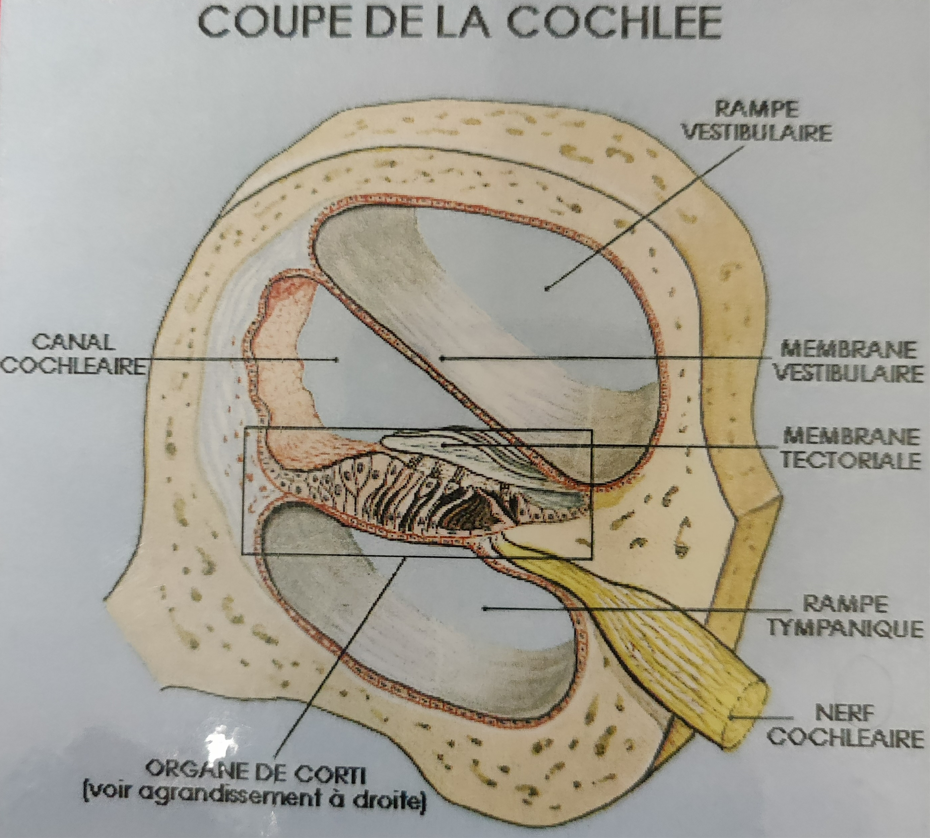 COUPE DE LA COCHLEE
RAMPE
VESTIBULAIRE
CANAL
COCHLEAIRE
MEMBRANE
VESTIBULAIRE
MEMBRANE
TECTORIALE
RAMPE
TYMPANIQUE
NERF
COCHLEAIRE
ORGANE DE CORTI
(voir agrandissement à droite)